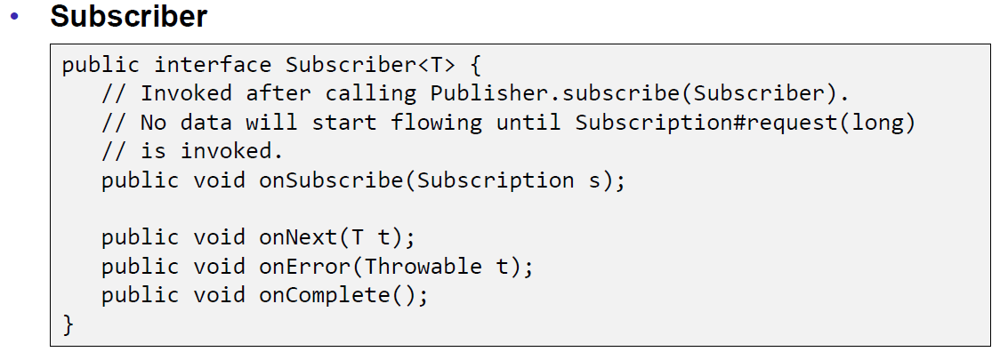 • Subscriber
public interface Subscriber<T> {
// Invoked after calling Publisher.subscribe(Subscriber).
// No data will start flowing until Subscription#request(long)
// is invoked.
public void onSubscribe(Subscription s);
public void onNext(T t);
public void onError(Throwable t);
public void onComplete();
}